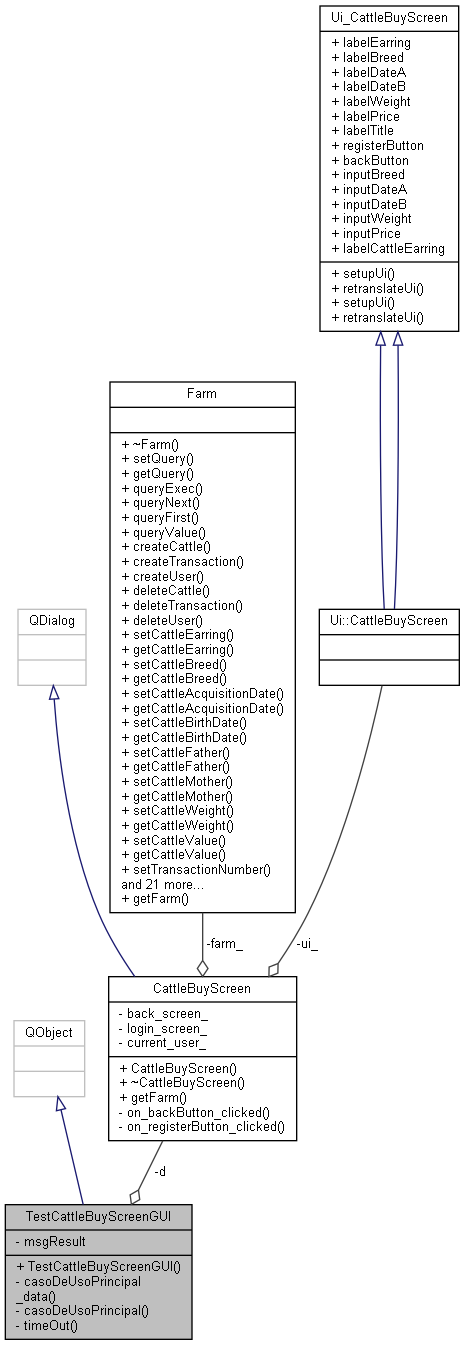 Ui_CattleBuyScreen
+ labelEarring
+ labelBreed
+ labelDateA
+ labelDateB
+ labelWeight
+ labelPrice
+ labelTitle
+ registerButton
+ backButton
+ inputBreed
+ inputDateA
+ inputDateB
+ inputWeight
+ inputPrice
+ labelCattleEarring
+ setupUi()
+ retranslateUi()
+ setupUi()
+ retranslateUi()
Farm
+ ~Farm()
+ setQuery()
+ getQuery()
+ queryExec()
+ queryNext()
+ queryFirst()
+ queryValue()
+ createCattle()
+ createTransaction()
+ createUser()
+ deleteCattle()
+ deleteTransaction()
+ deleteUser()
+ setCattleEarring()
+ getCattleEarring()
+ setCattleBreed()
+ getCattleBreed()
+ setCattleAcquisitionDate()
+ getCattleAcquisitionDate()
+ setCattleBirthDate()
+ getCattleBirthDate()
+ setCattleFather()
+ getCattleFather()
+ setCattleMother()
+ getCattleMother()
+ setCattleWeight()
+ getCattleWeight()
+ setCattleValue()
+ getCattleValue()
+ setTransactionNumber()
and 21 more...
+ getFarm()
QDialog
Ui::CattleBuyScreen
-farm_
-ui_
CattleBuyScreen
- back_screen_
- login_screen_
- current_user_
+ CattleBuyScreen()
+ ~CattleBuyScreen()
+ getFarm()
- on_backButton_clicked()
- on_registerButton_clicked()
QObject
-d
TestCattleBuyScreenGUI
- msgResult
+ TestCattleBuyScreenGUI()
- casoDeUsoPrincipal
_data()
- casoDeUsoPrincipal()
- timeOut()